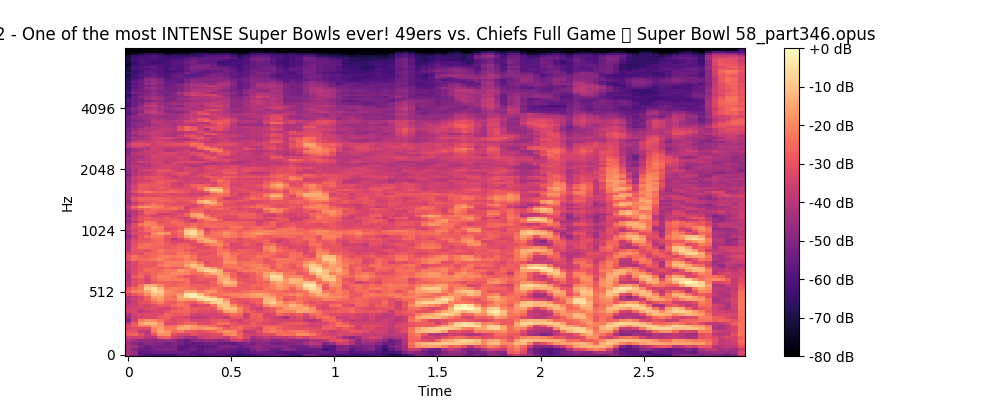 2 - One of the most INTENSE Super Bowls ever! 49ers vs. Chiefs Full Game Super Bowl 58_part346.opus
4096
2048
1024
512
0
Hz
0
0.5
1
1.5
2
2.5
Time
+0 dB
-10 dB
-20 dB
-30 dB
-40 dB
-50 dB
-60 dB
-70 dB
-80 dB